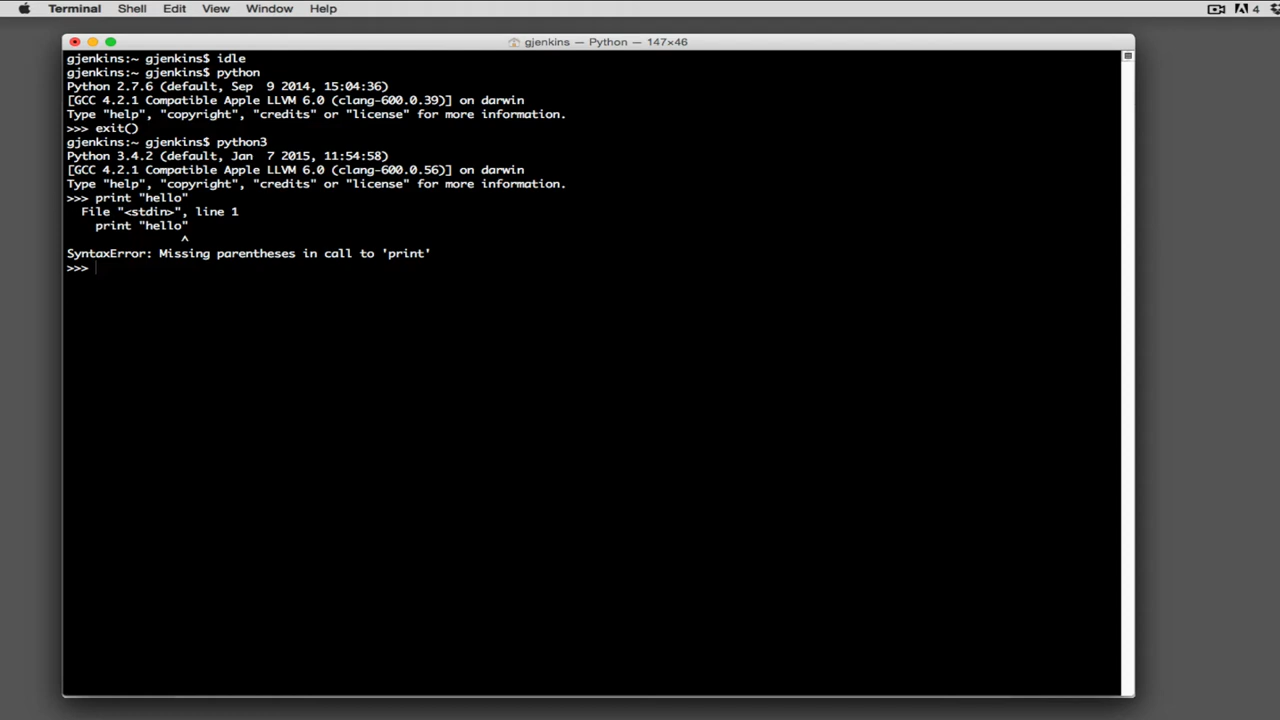 Terminal Shell Edit View Window Help 4
gjenkins — Python — 147×46
gjenkins:~ gjenkins$ idle
gjenkins:~ gjenkins$ python
Python 2.7.6 (default, Sep  9 2014, 15:04:36)
[GCC 4.2.1 Compatible Apple LLVM 6.0 (clang-600.0.39)] on darwin
Type "help", "copyright", "credits" or "license" for more information.
>>> exit()
gjenkins:~ gjenkins$ python3
Python 3.4.2 (default, Jan  7 2015, 11:54:58)
[GCC 4.2.1 Compatible Apple LLVM 6.0 (clang-600.0.56)] on darwin
Type "help", "copyright", "credits" or "license" for more information.
>>> print "hello"
  File "<stdin>", line 1
    print "hello"
                ^
SyntaxError: Missing parentheses in call to 'print'
>>>